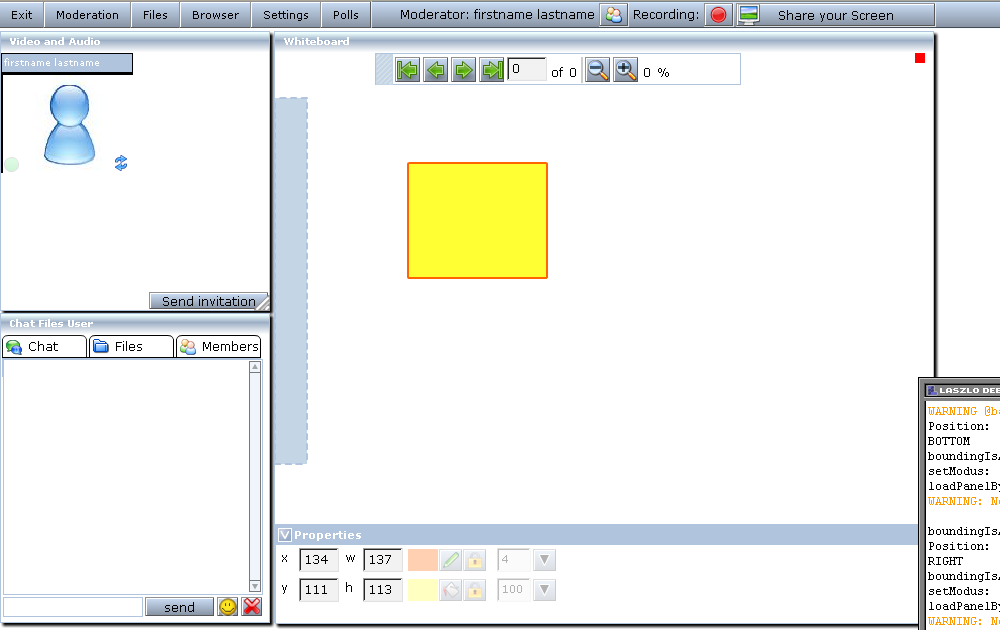 Exit Moderation Files Browser Settings Polls Moderator: firstname lastname Recording: Share your Screen
Video and Audio
firstname lastname
Send invitation
Chat Files User
Chat Files Members
send
Whiteboard
0 of 0 0 %
Properties
x 134 w 137 4
y 111 h 113 100
LASZLO DE
WARNING @b
Position:
BOTTOM
boundingIs
setModus:
loadPanelBy
WARNING: N
boundingIs
Position:
RIGHT
boundingIs
setModus:
loadPanelBy
WARNING: N